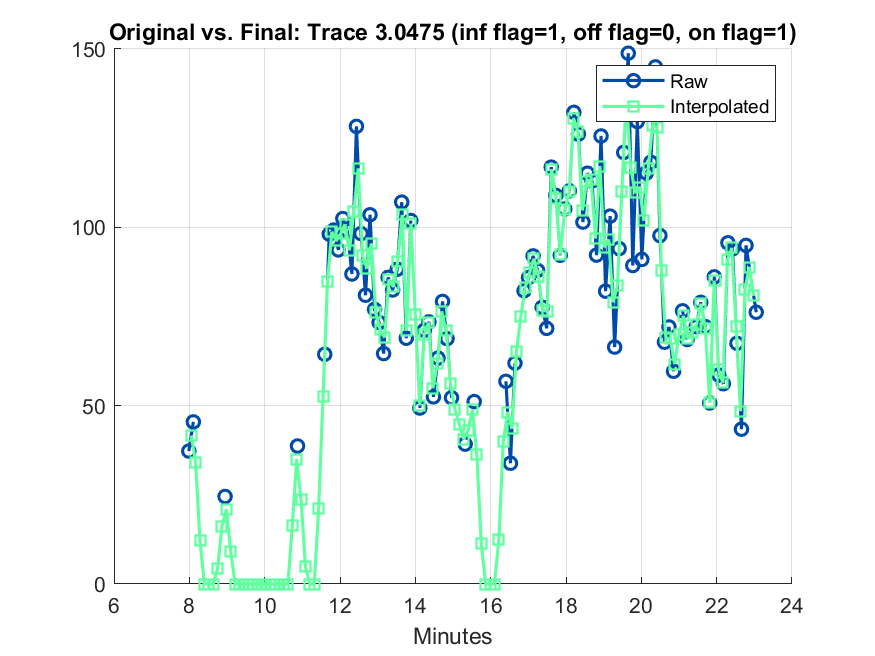 Original vs. Final: Trace 3.0475 (inf flag=1, off flag=0, on flag=1)
150
Raw
Interpolated
100
50
0
6 8 10 12 14 16 18 20 22 24
Minutes